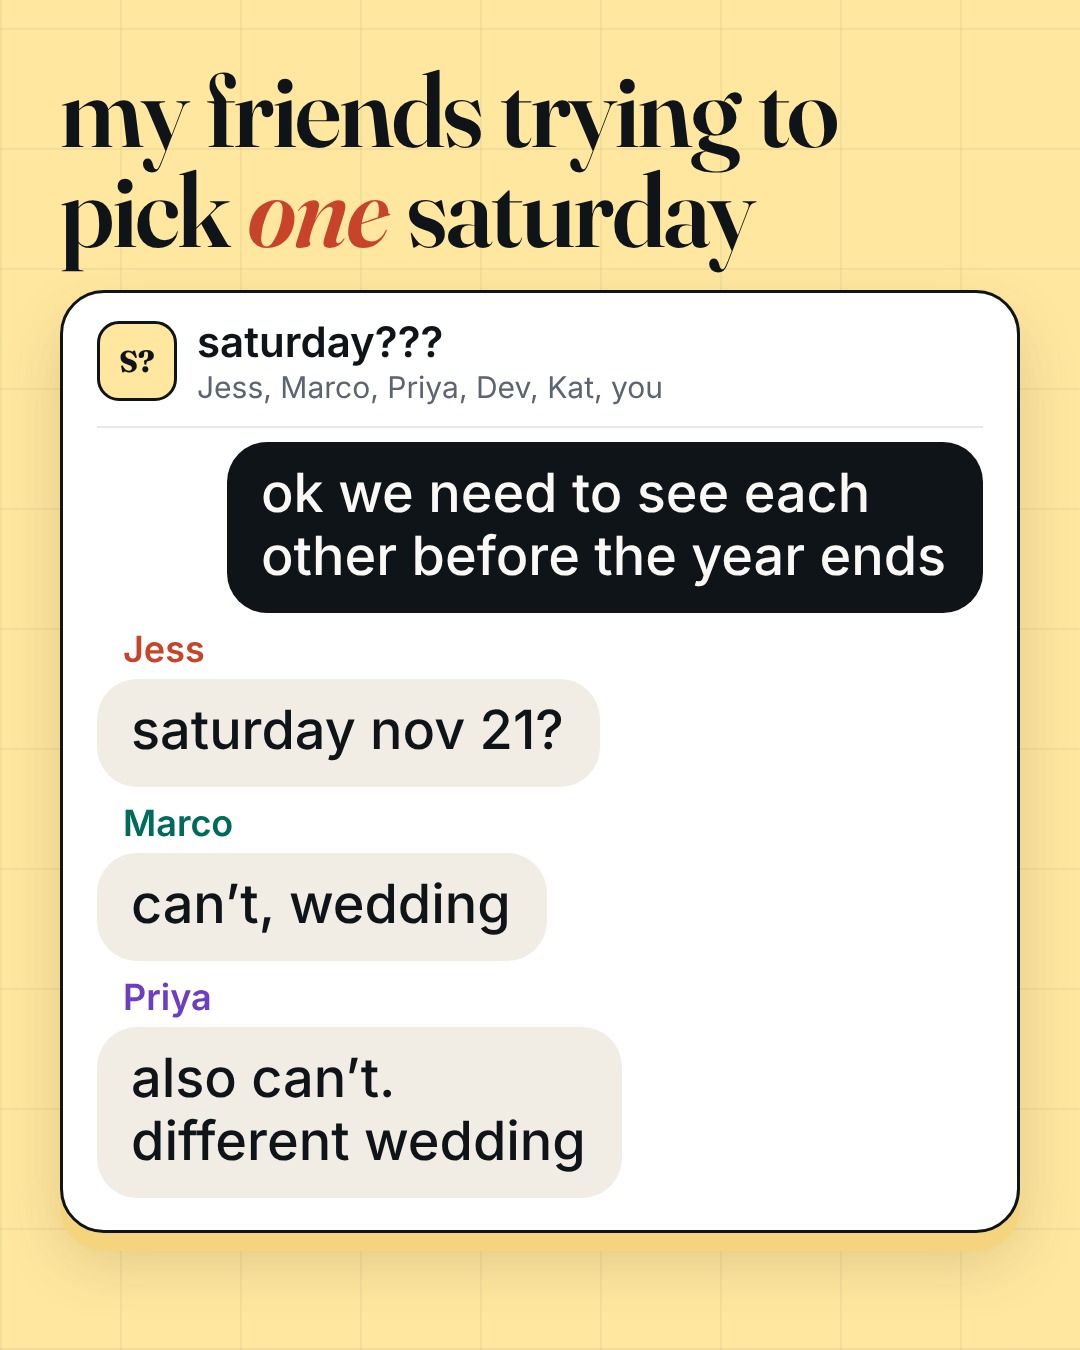 my friends trying to
pick one saturday
S?
saturday???
Jess, Marco, Priya, Dev, Kat, you
ok we need to see each
other before the year ends
Jess
saturday nov 21?
Marco
can’t, wedding
Priya
also can’t.
different wedding